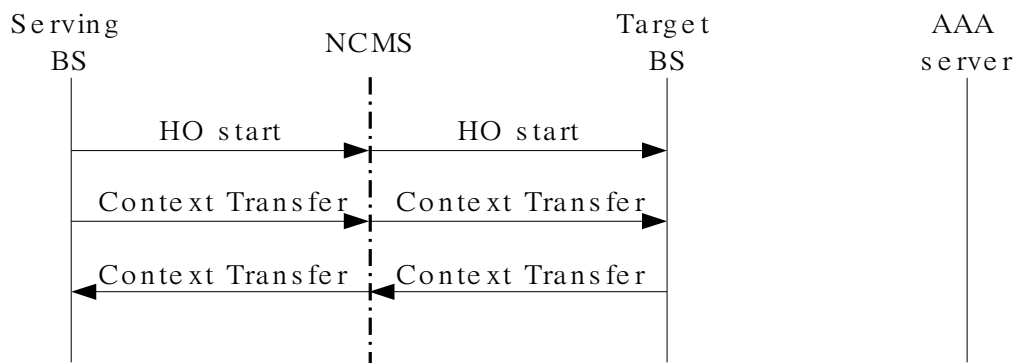 Serving
BS
NCMS
Target
BS
AAA
server
HO start
HO start
Context Transfer
Context Transfer
Context Transfer
Context Transfer